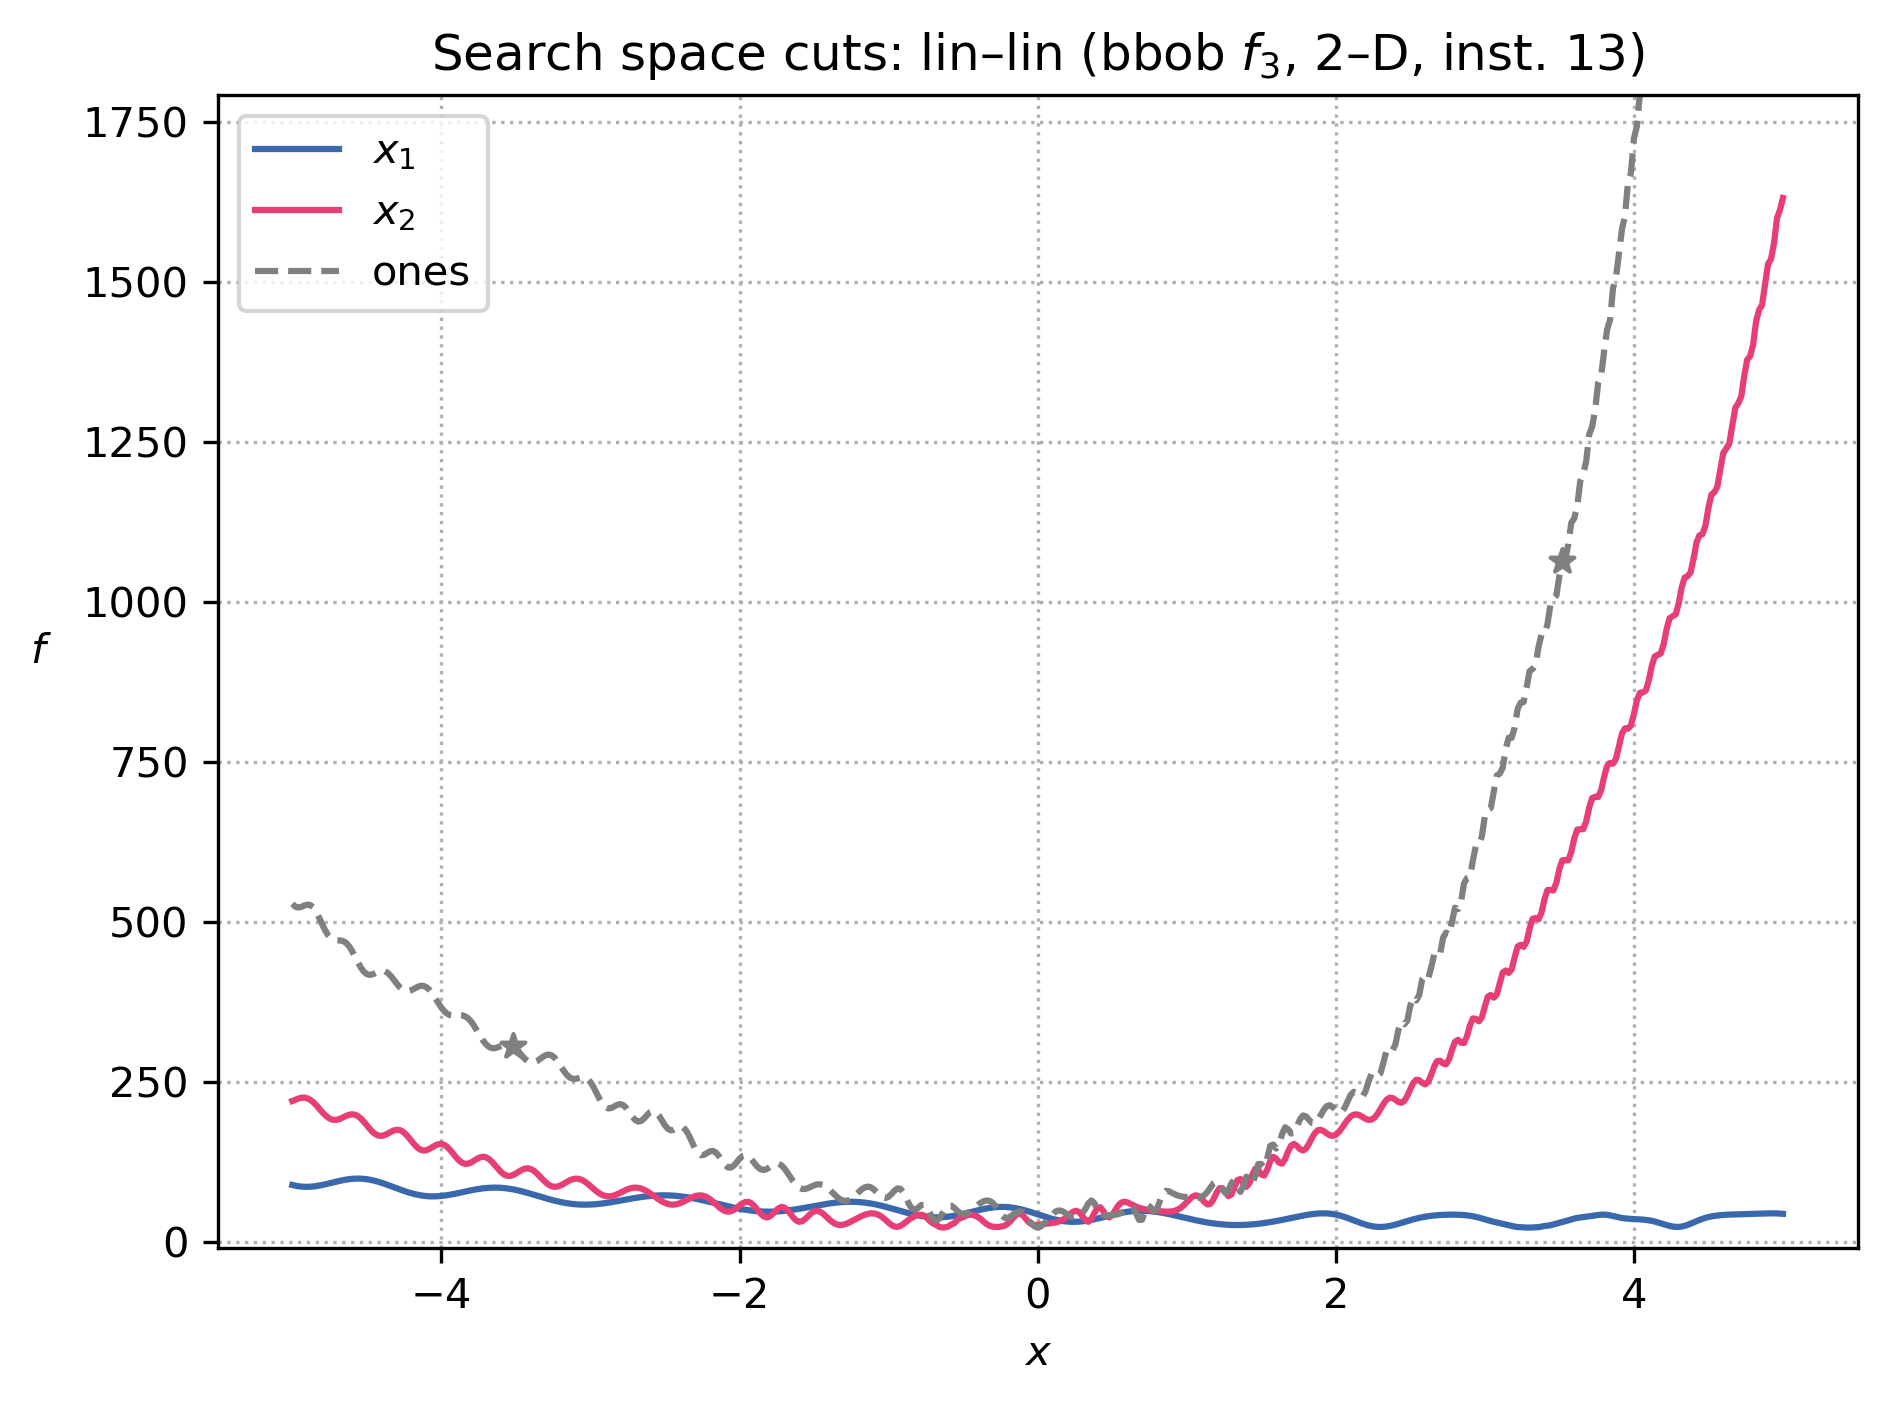 Search space cuts: lin–lin (bbob f₃, 2–D, inst. 13)
x₁
x₂
ones
1750
1500
1250
1000
750
500
250
0
f
−4
−2
0
2
4
x